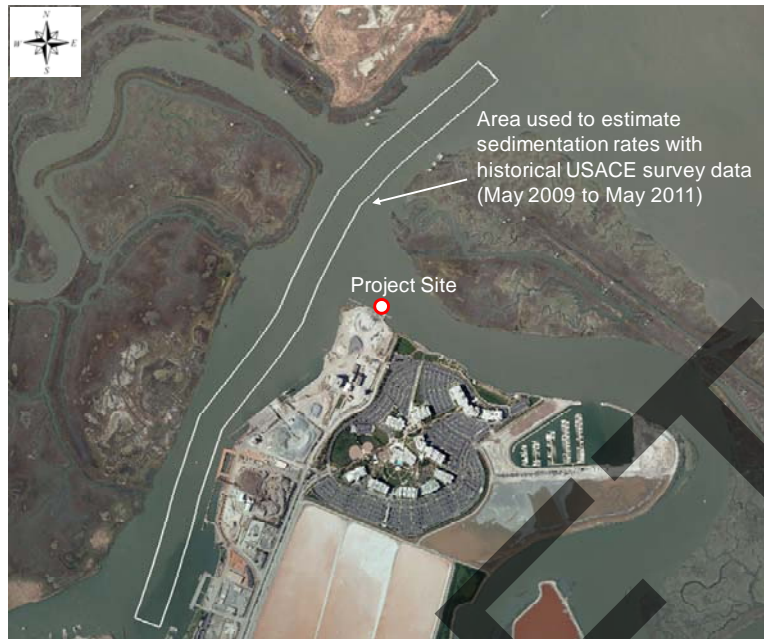 N
W E
S
Area used to estimate
sedimentation rates with
historical USACE survey data
(May 2009 to May 2011)
Project Site